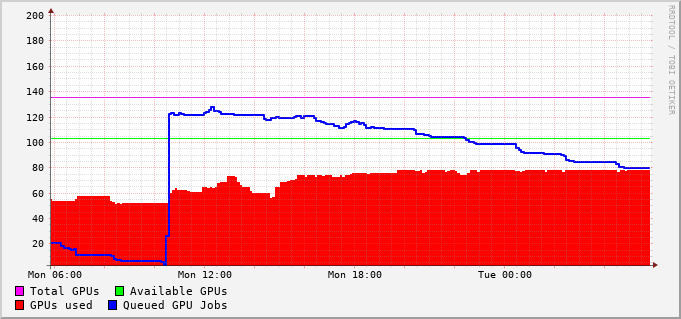 200
180
160
140
120
100
80
60
40
20
Mon 06:00 Mon 12:00 Mon 18:00 Tue 00:00
Total GPUs Available GPUs
GPUs used Queued GPU Jobs
RRDTOOL / TOBI OETIKER